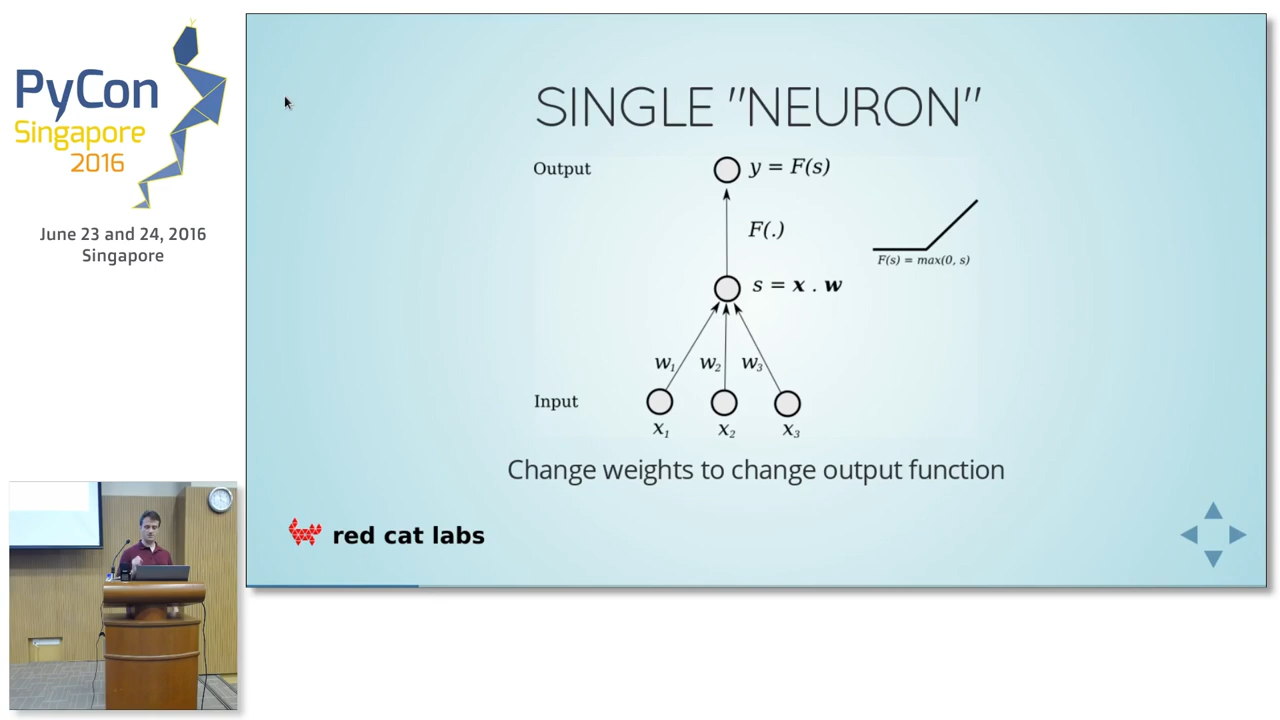 PyCon
Singapore
2016
June 23 and 24, 2016
Singapore
SINGLE "NEURON"
Output
y = F(s)
F(.)
F(s) = max(0, s)
s = x . w
w1 w2 w3
Input
x1 x2 x3
Change weights to change output function
red cat labs